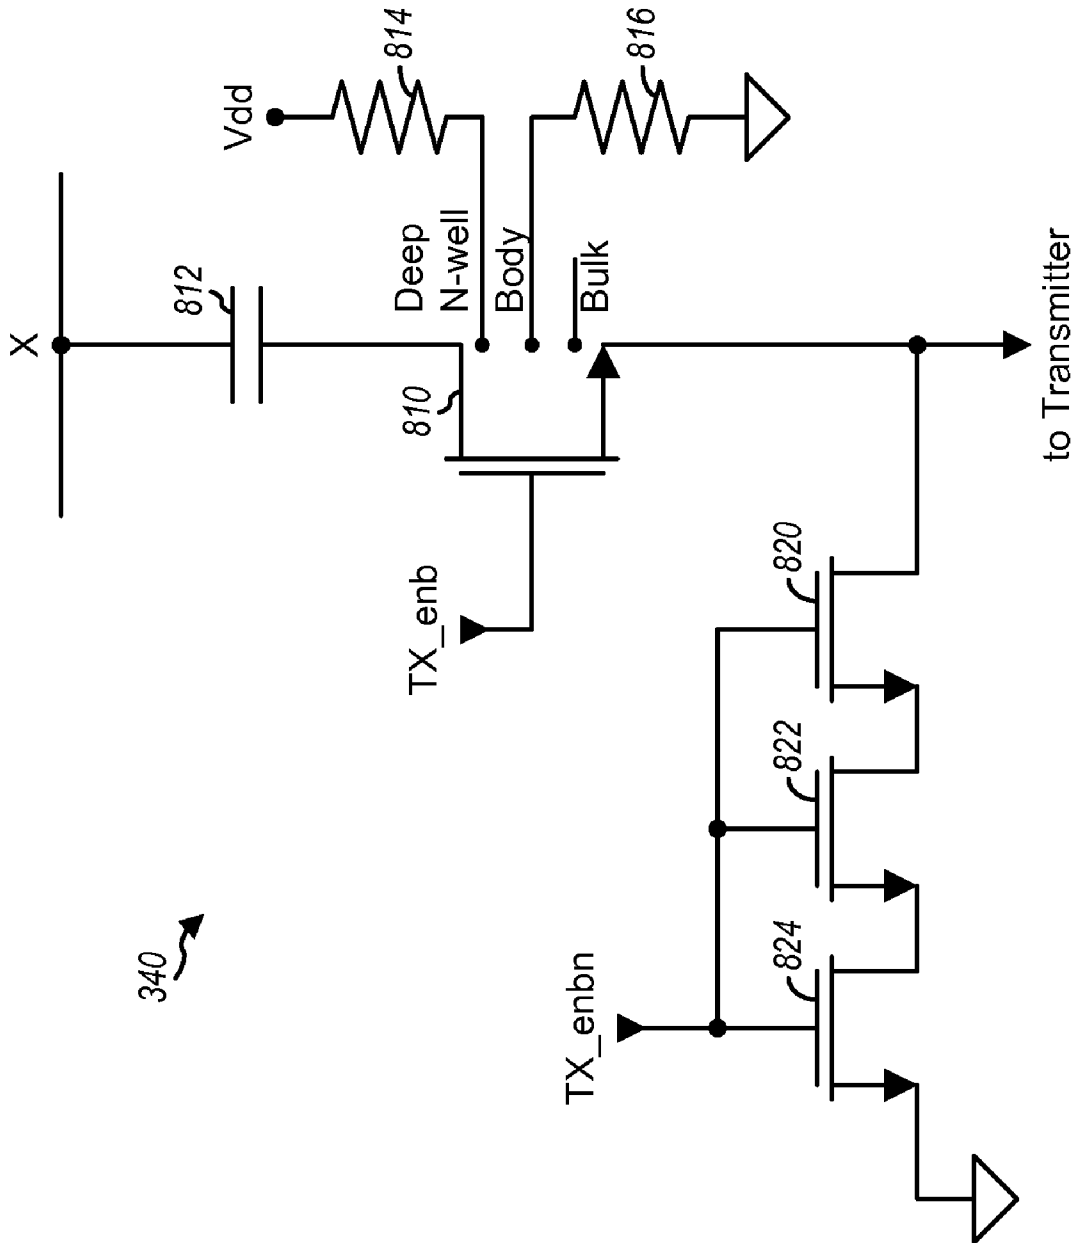 X
812
Vdd
814
Deep
N-well
Body
Bulk
816
810
TX_enb
820
822
824
TX_enbn
to Transmitter
340